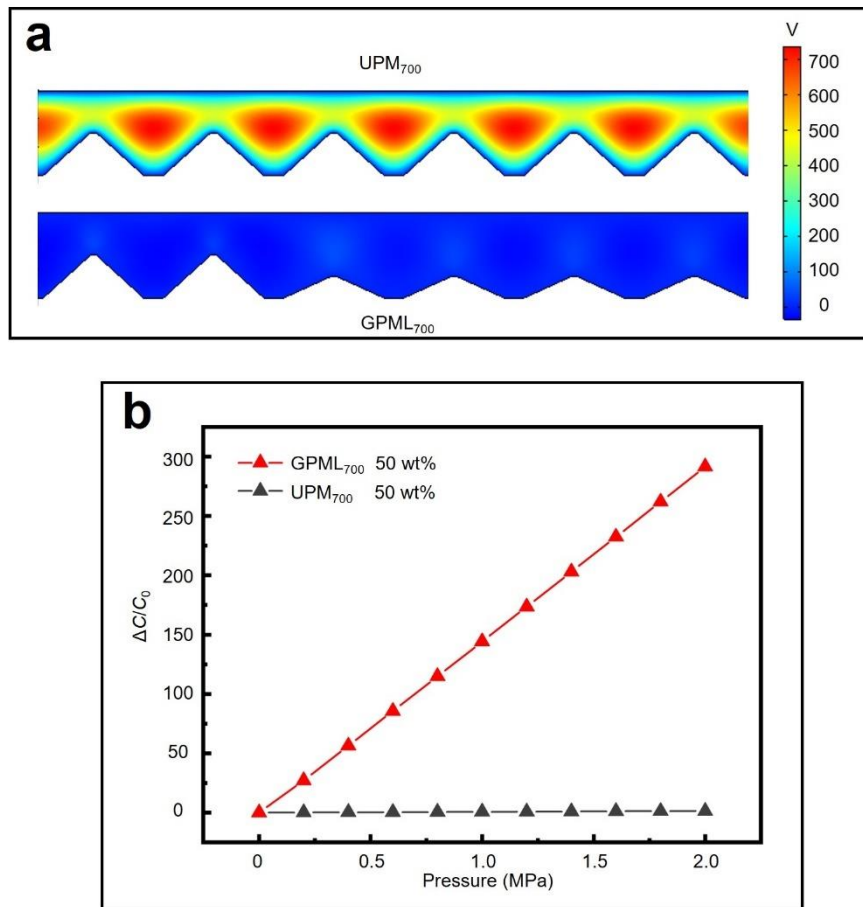 a
V
UPM₇₀₀
700
600
500
400
300
200
100
0
GPML₇₀₀
b
GPML₇₀₀ 50 wt%
UPM₇₀₀ 50 wt%
300
250
200
150
100
50
0
ΔC/C₀
0 0.5 1.0 1.5 2.0
Pressure (MPa)